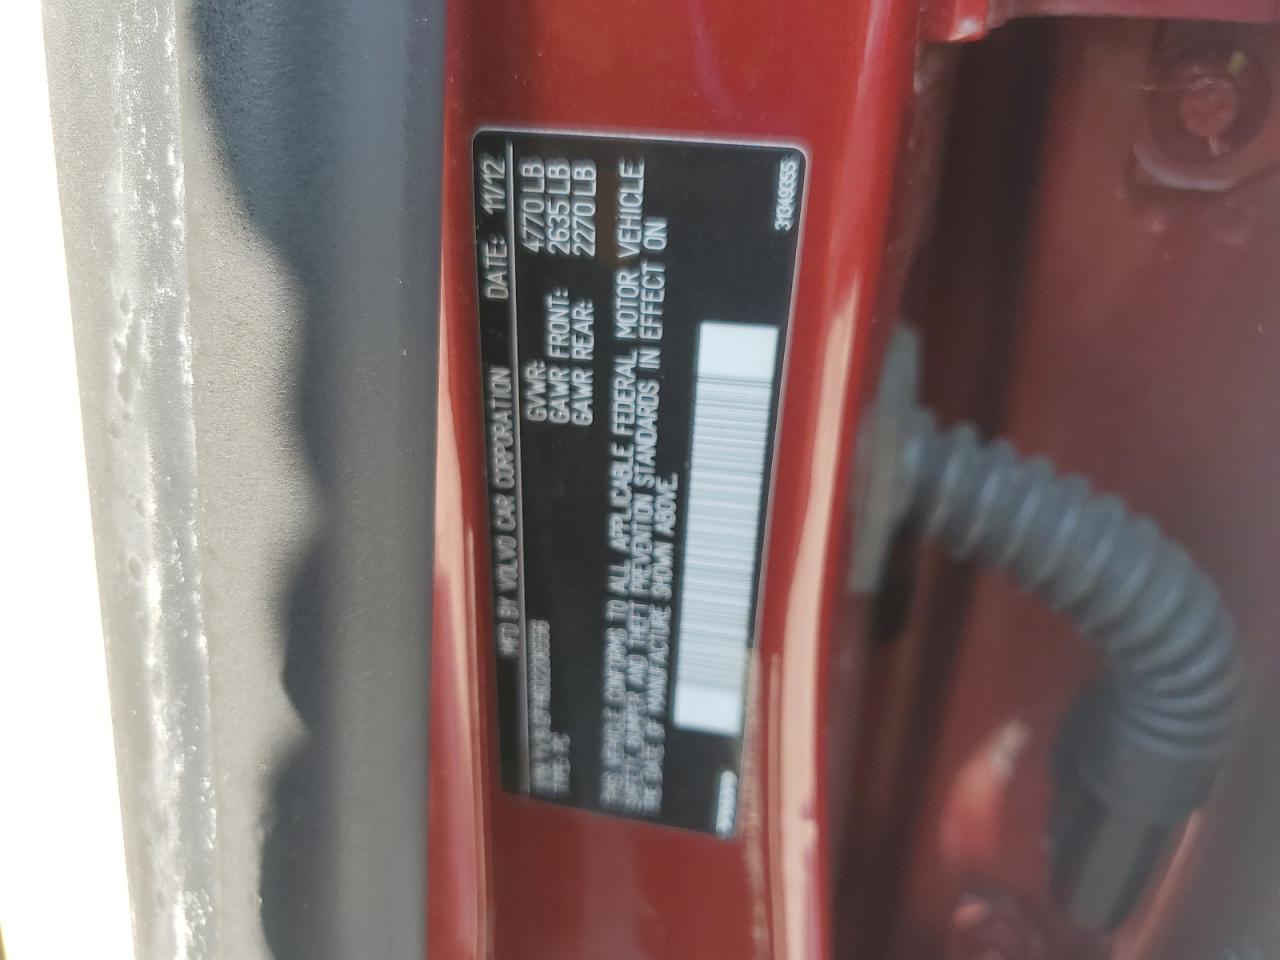 MFD BY VOLVO CAR CORPORATION DATE: 11/12
GVWR: 4770 LB
GAWR FRONT: 2635 LB
GAWR REAR: 2270 LB
THIS VEHICLE CONFORMS TO ALL APPLICABLE FEDERAL MOTOR VEHICLE
SAFETY, BUMPER AND THEFT PREVENTION STANDARDS IN EFFECT ON
THE DATE OF MANUFACTURE SHOWN ABOVE.
31349355